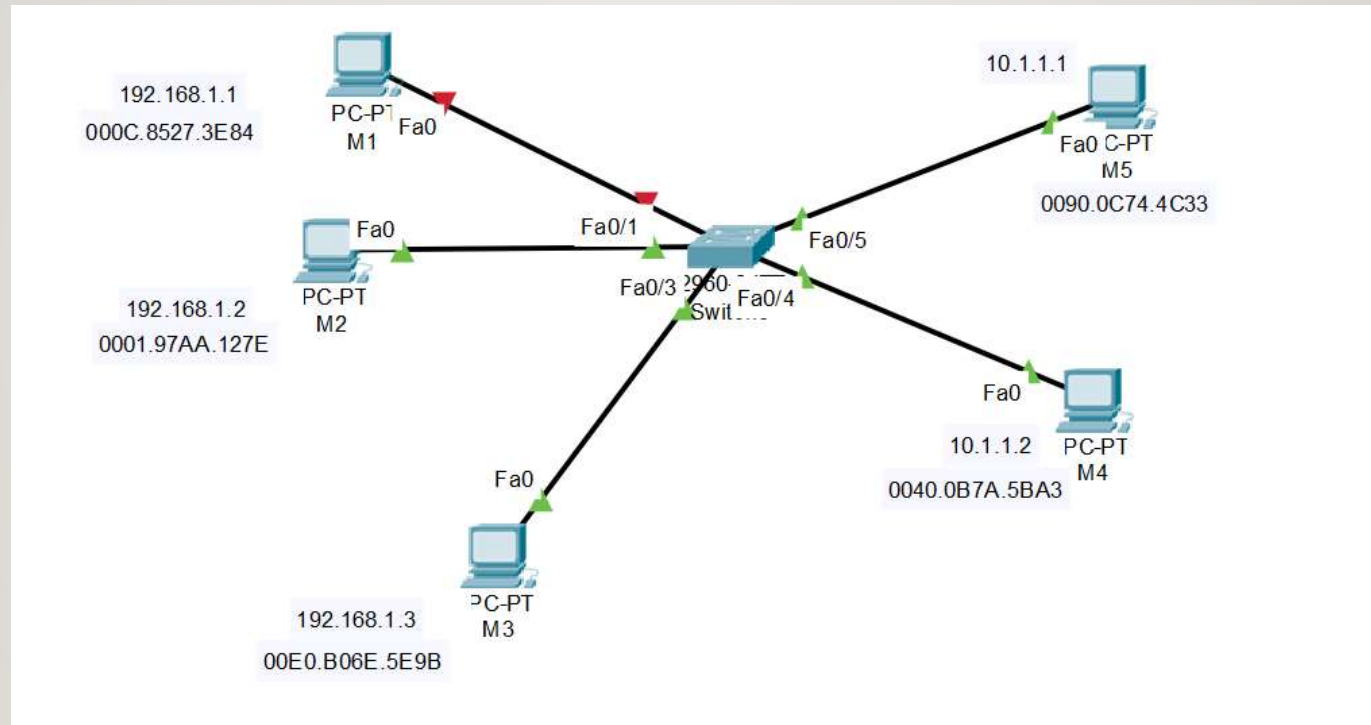 192.168.1.1
000C.8527.3E84
PC-PT
M1
Fa0
Fa0
Fa0/1
PC-PT
M2
192.168.1.2
0001.97AA.127E
Fa0/3
2960
Fa0/4
Fa0/5
10.1.1.1
Fa0 C-PT
M5
0090.0C74.4C33
Fa0
PC-PT
M4
10.1.1.2
0040.0B7A.5BA3
Fa0
PC-PT
M3
192.168.1.3
00E0.B06E.5E9B